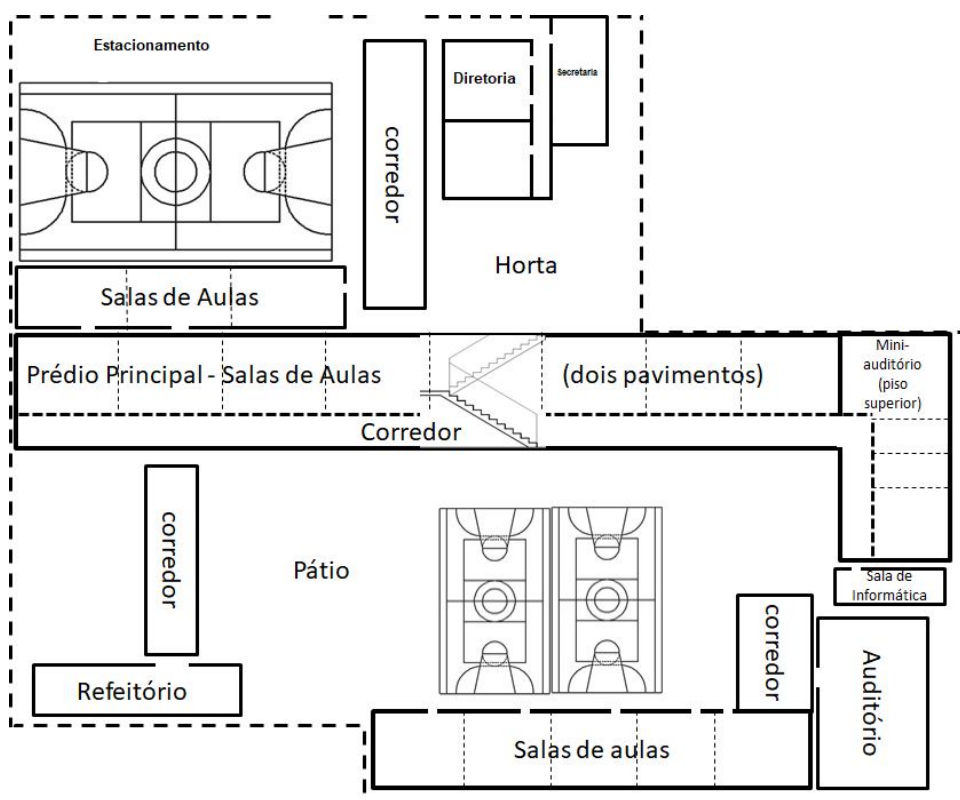 Estacionamento
Diretoria
Secretaria
corredor
Horta
Salas de Aulas
Prédio Principal - Salas de Aulas
(dois pavimentos)
Mini-
auditório
(piso
superior)
Corredor
corredor
Pátio
Sala de
Informática
corredor
Refeitório
Auditório
Salas de aulas